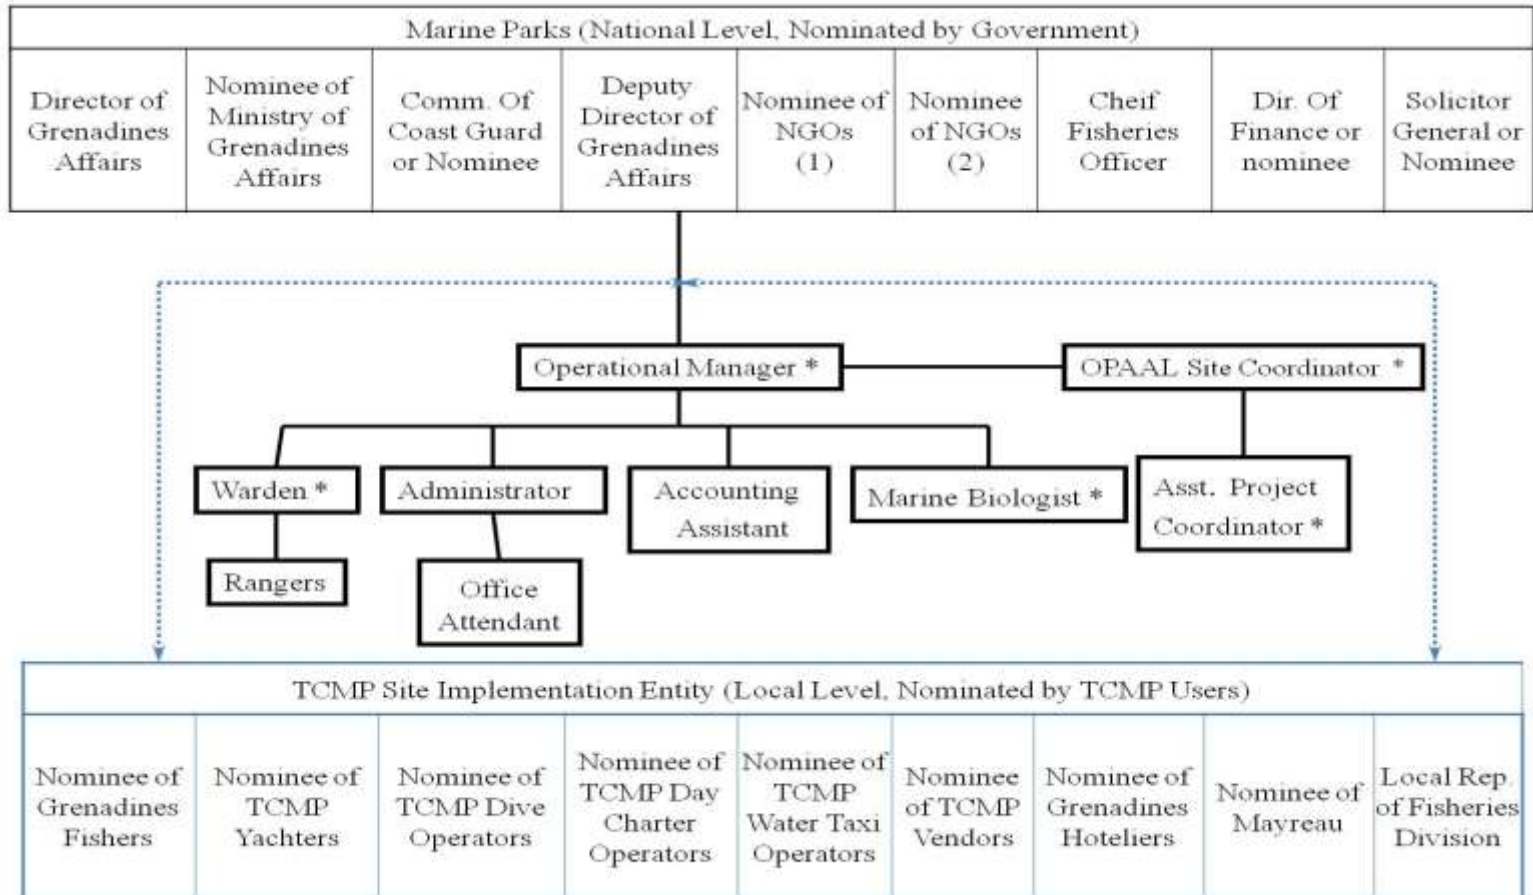 Marine Parks (National Level, Nominated by Government)
Director of
Grenadines
Affairs
Nominee of
Ministry of
Grenadines
Affairs
Comm. Of
Coast Guard
or Nominee
Deputy
Director of
Grenadines
Affairs
Nominee of
NGOs
(1)
Nominee
of NGOs
(2)
Cheif
Fisheries
Officer
Dir. Of
Finance or
nominee
Solicitor
General or
Nominee
Operational Manager *
OPAAL Site Coordinator *
Warden *
Administrator
Accounting
Assistant
Marine Biologist *
Asst. Project
Coordinator *
Rangers
Office
Attendant
TCMP Site Implementation Entity (Local Level, Nominated by TCMP Users)
Nominee of
Grenadines
Fishers
Nominee of
TCMP
Yachters
Nominee of
TCMP Dive
Operators
Nominee of
TCMP Day
Charter
Operators
Nominee of
TCMP
Water Taxi
Operators
Nominee
of TCMP
Vendors
Nominee of
Grenadines
Hoteliers
Nominee of
Mayreau
Local Rep.
of Fisheries
Division